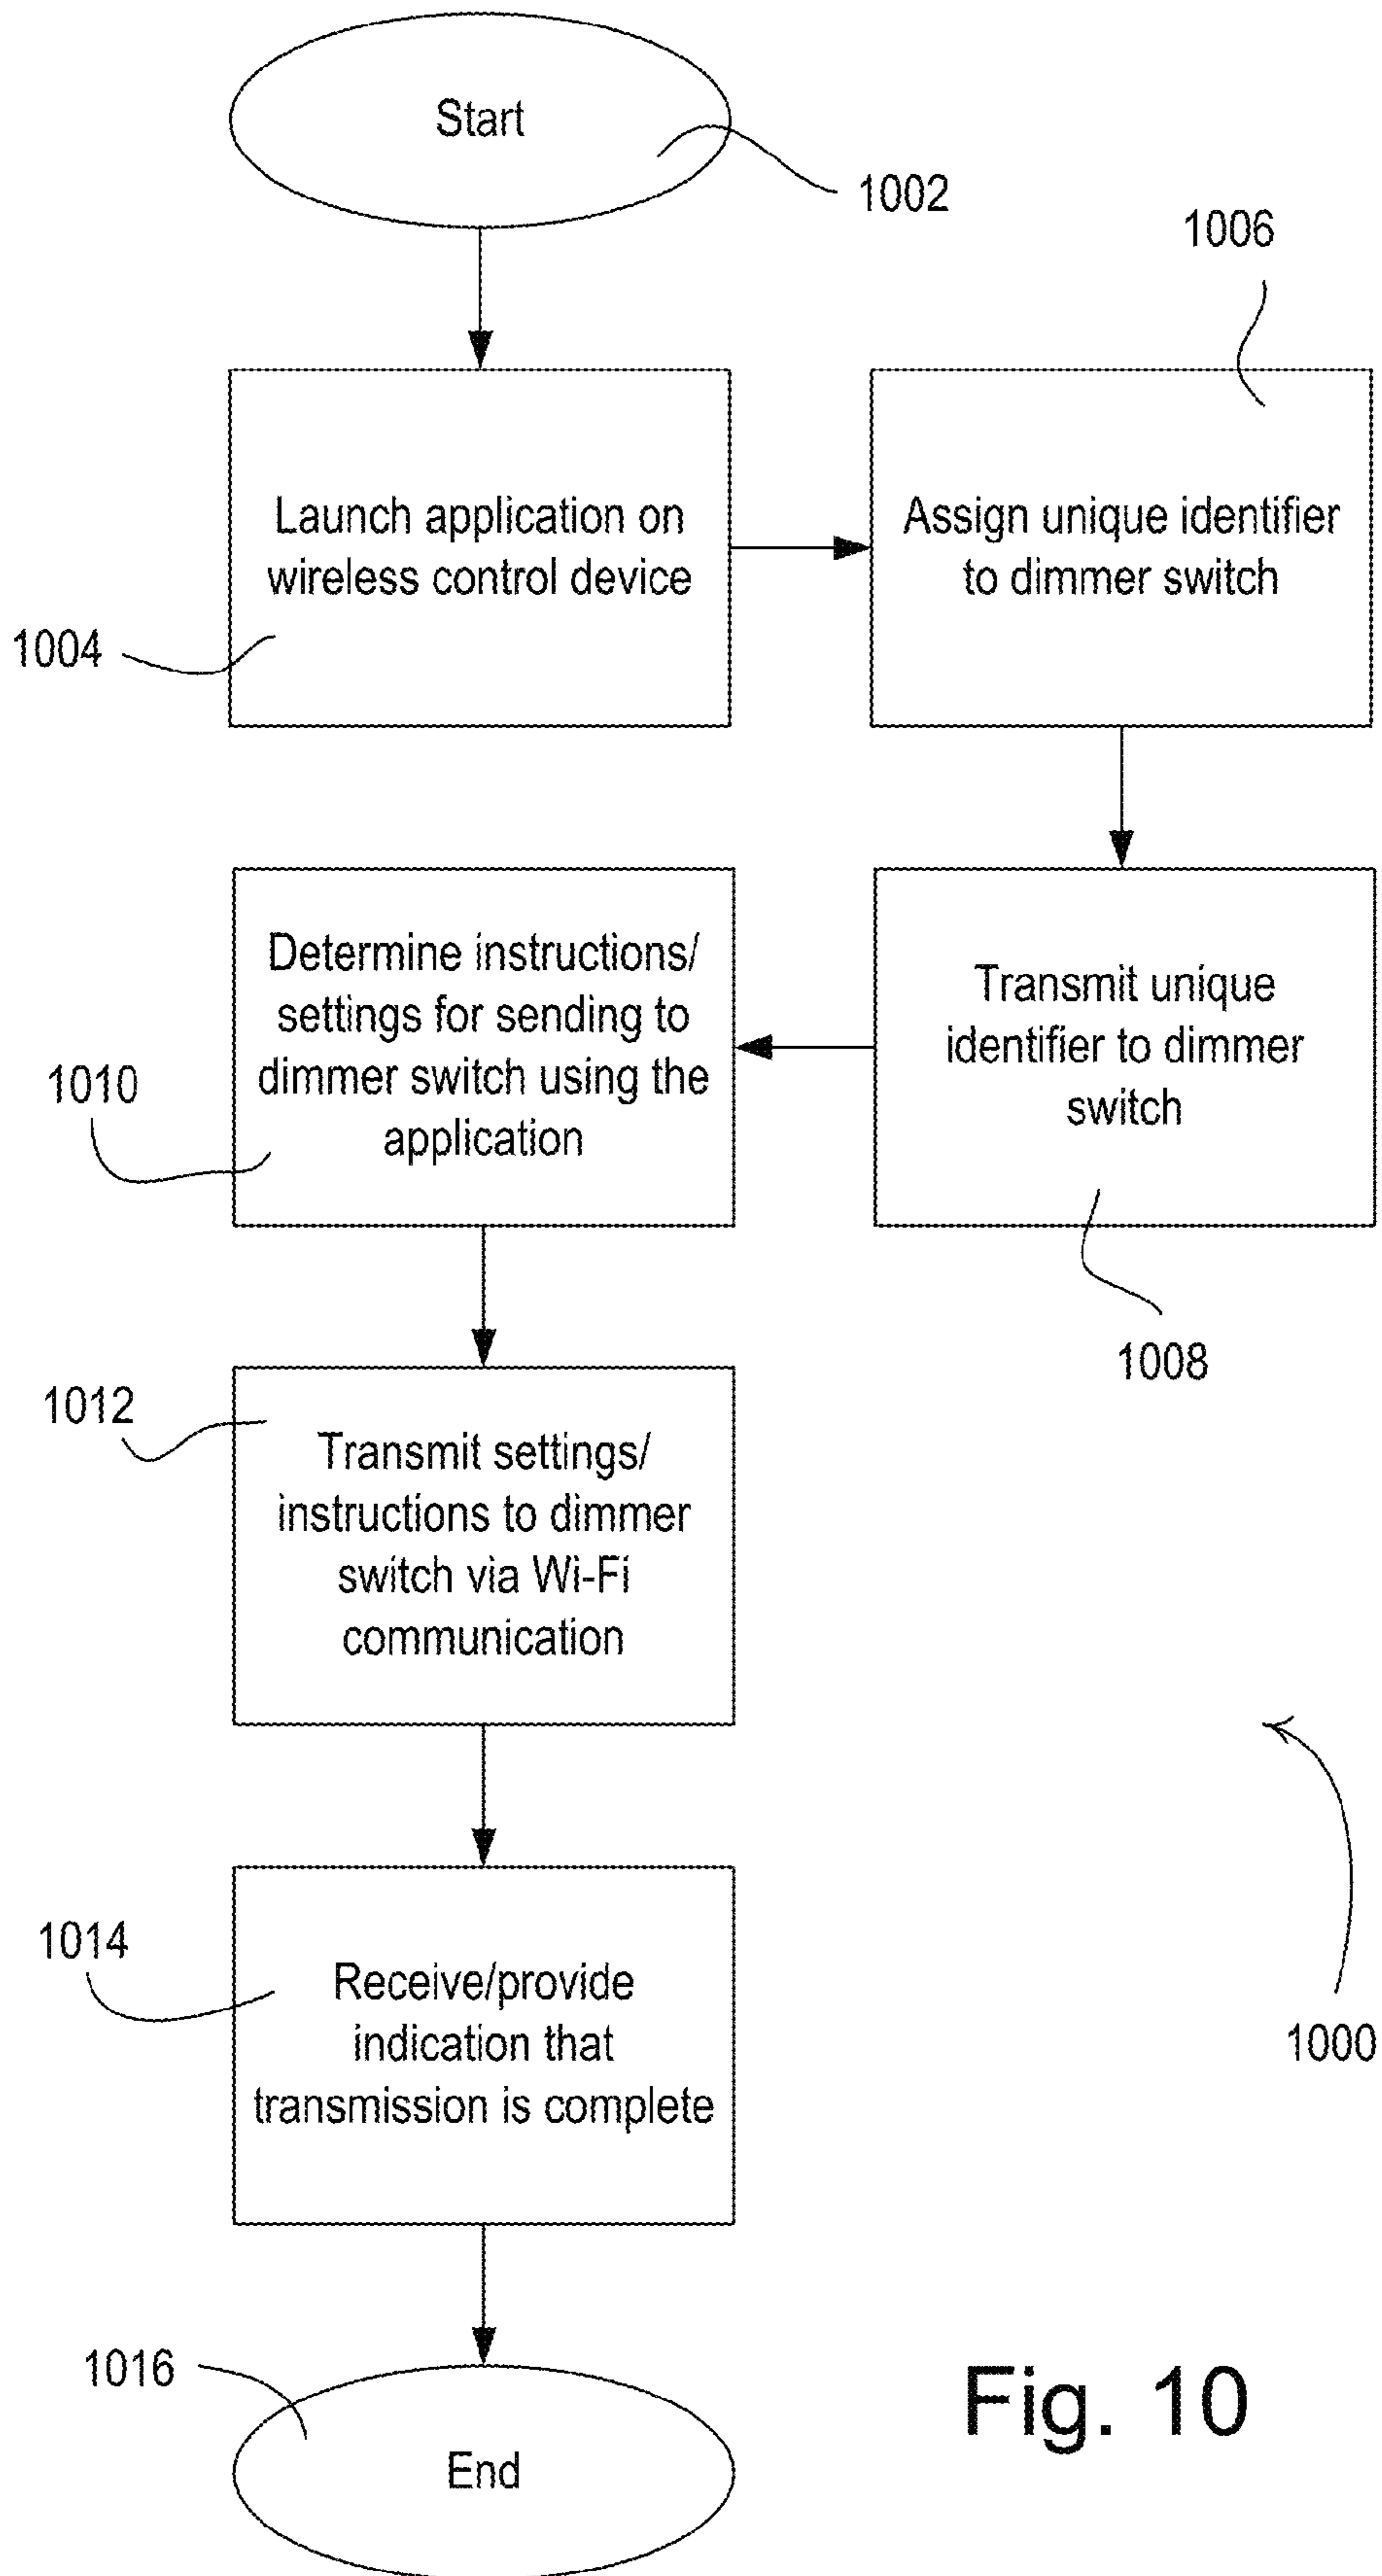 Start
1002
1006
Launch application on
wireless control device
1004
Assign unique identifier
to dimmer switch
Determine instructions/
settings for sending to
dimmer switch using the
application
1010
Transmit unique
identifier to dimmer
switch
1008
1012
Transmit settings/
instructions to dimmer
switch via Wi-Fi
communication
1014
Receive/provide
indication that
transmission is complete
1000
1016
End
Fig. 10